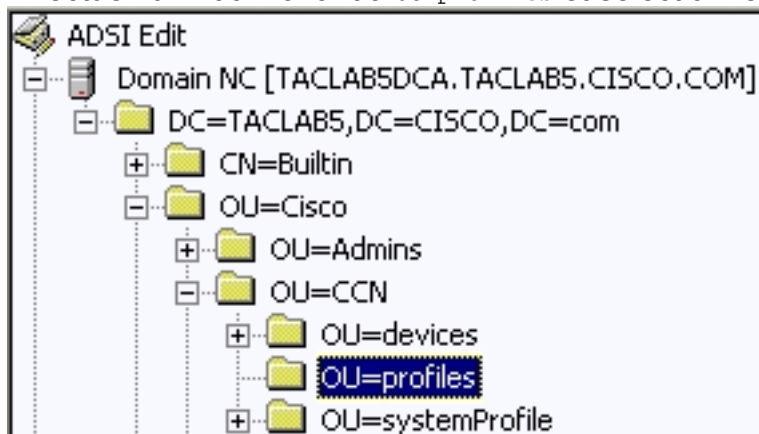 ADSI Edit
Domain NC [TACLAB5DCA.TACLAB5.CISCO.COM]
DC=TACLAB5,DC=CISCO,DC=com
CN=Builtin
OU=Cisco
OU=Admins
OU=CCN
OU=devices
OU=profiles
OU=systemProfile